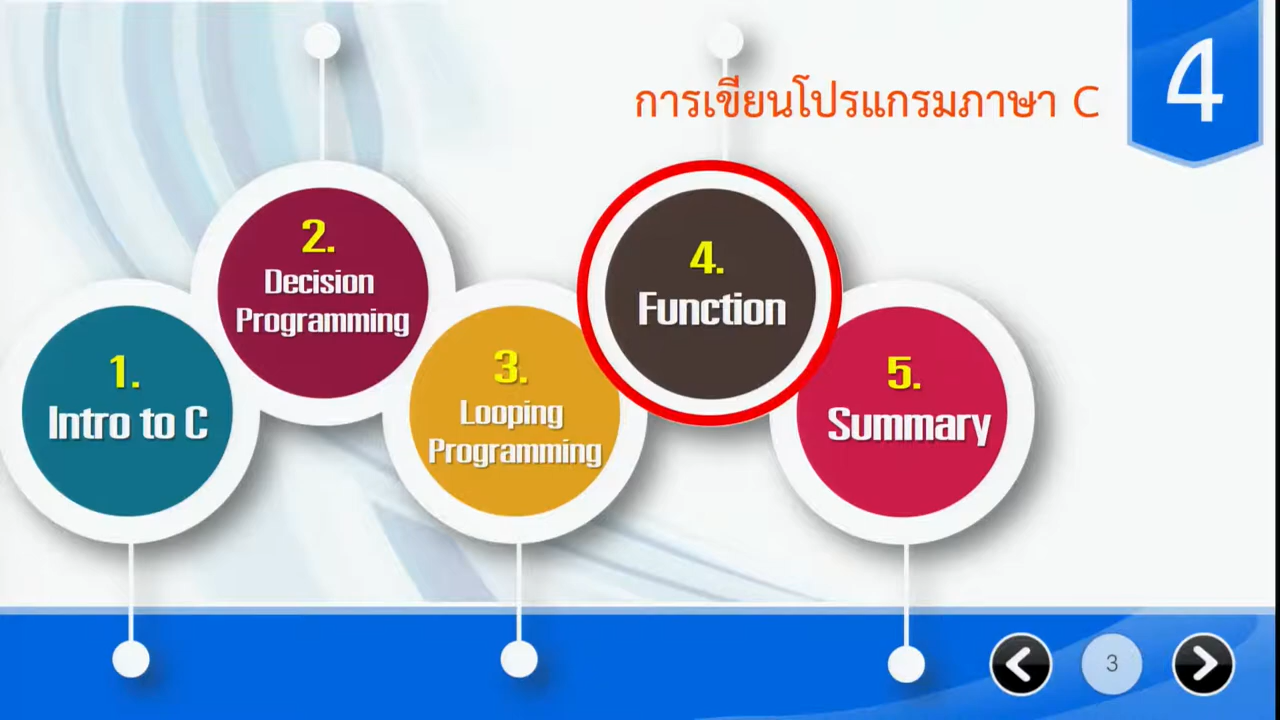 การเขียนโปรแกรมภาษา C
4
1.
Intro to C
2.
Decision
Programming
3.
Looping
Programming
4.
Function
5.
Summary
3